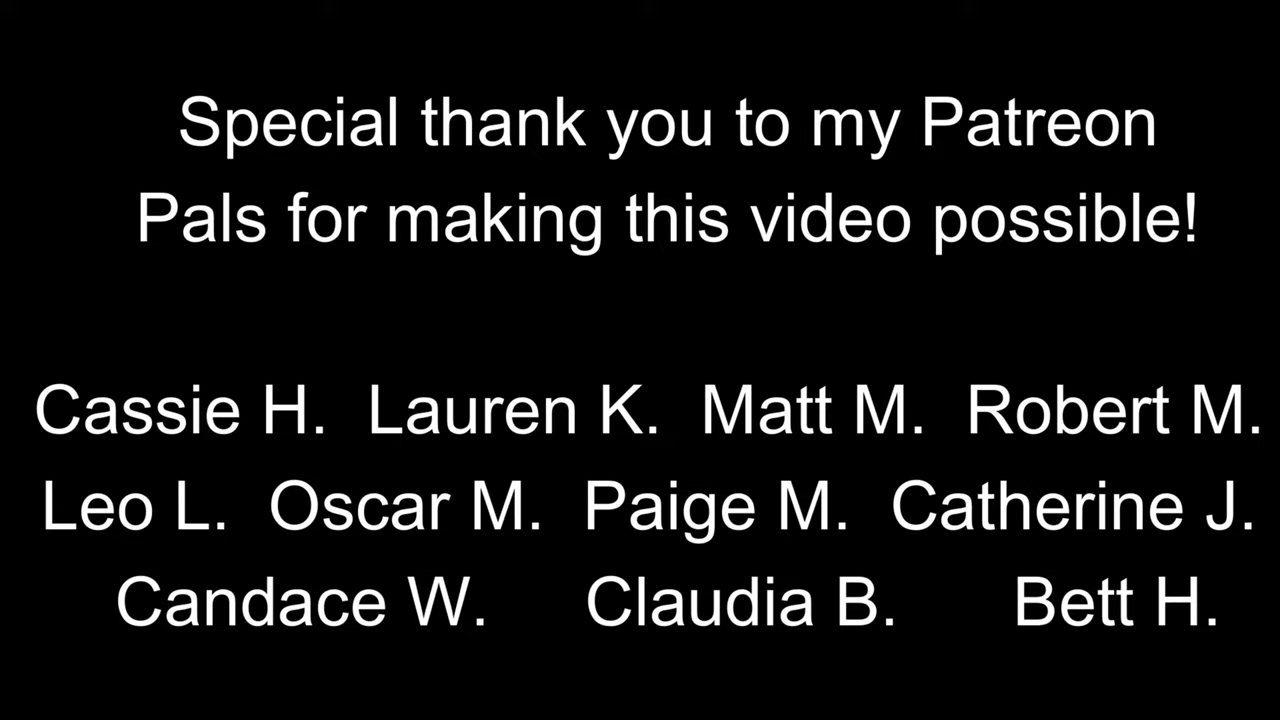 Special thank you to my Patreon
Pals for making this video possible!
Cassie H. Lauren K. Matt M. Robert M.
Leo L. Oscar M. Paige M. Catherine J.
Candace W. Claudia B. Bett H.